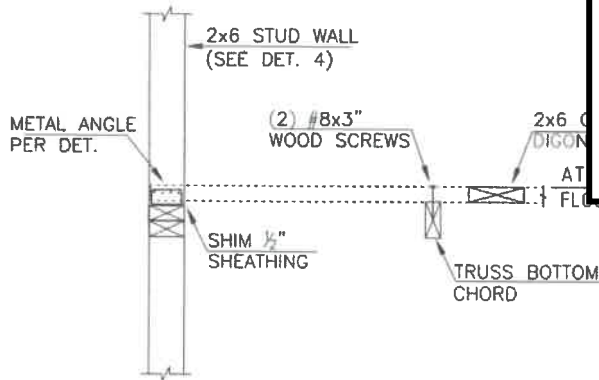 2x6 STUD WALL
(SEE DET. 4)
METAL ANGLE
PER DET.
(2) #8x3"
WOOD SCREWS
2x6
SHIM ½"
SHEATHING
TRUSS BOTTOM
CHORD